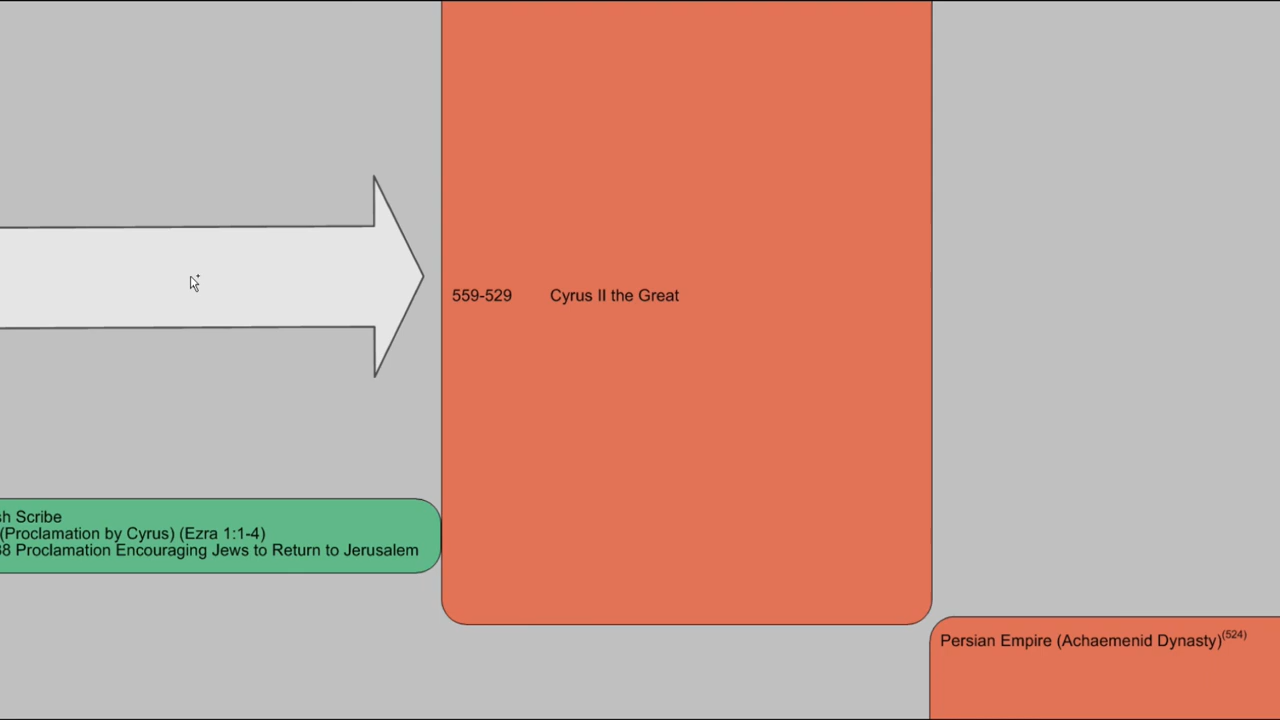 559-529 Cyrus II the Great
sh Scribe
(Proclamation by Cyrus) (Ezra 1:1-4)
38 Proclamation Encouraging Jews to Return to Jerusalem
Persian Empire (Achaemenid Dynasty)(524)